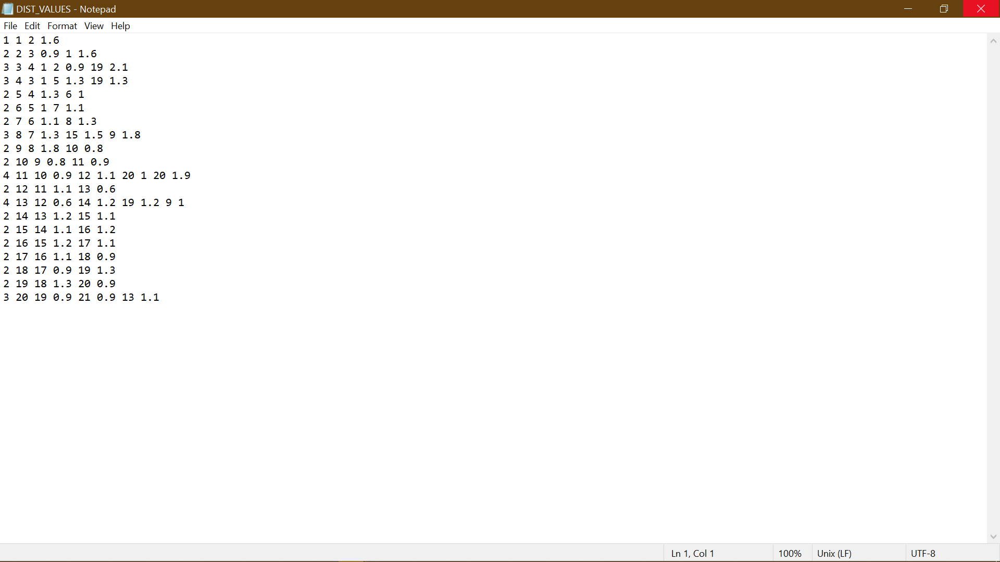 DIST_VALUES - Notepad
File Edit Format View Help
1 1 2 1.6
2 2 3 0.9 1 1.6
3 3 4 1 2 0.9 19 2.1
3 4 3 1 5 1.3 19 1.3
2 5 4 1.3 6 1
2 6 5 1 7 1.1
2 7 6 1.1 8 1.3
3 8 7 1.3 15 1.5 9 1.8
2 9 8 1.8 10 0.8
2 10 9 0.8 11 0.9
4 11 10 0.9 12 1.1 20 1 20 1.9
2 12 11 1.1 13 0.6
4 13 12 0.6 14 1.2 19 1.2 9 1
2 14 13 1.2 15 1.1
2 15 14 1.1 16 1.2
2 16 15 1.2 17 1.1
2 17 16 1.1 18 0.9
2 18 17 0.9 19 1.3
2 19 18 1.3 20 0.9
3 20 19 0.9 21 0.9 13 1.1
Ln 1, Col 1 100% Unix (LF) UTF-8